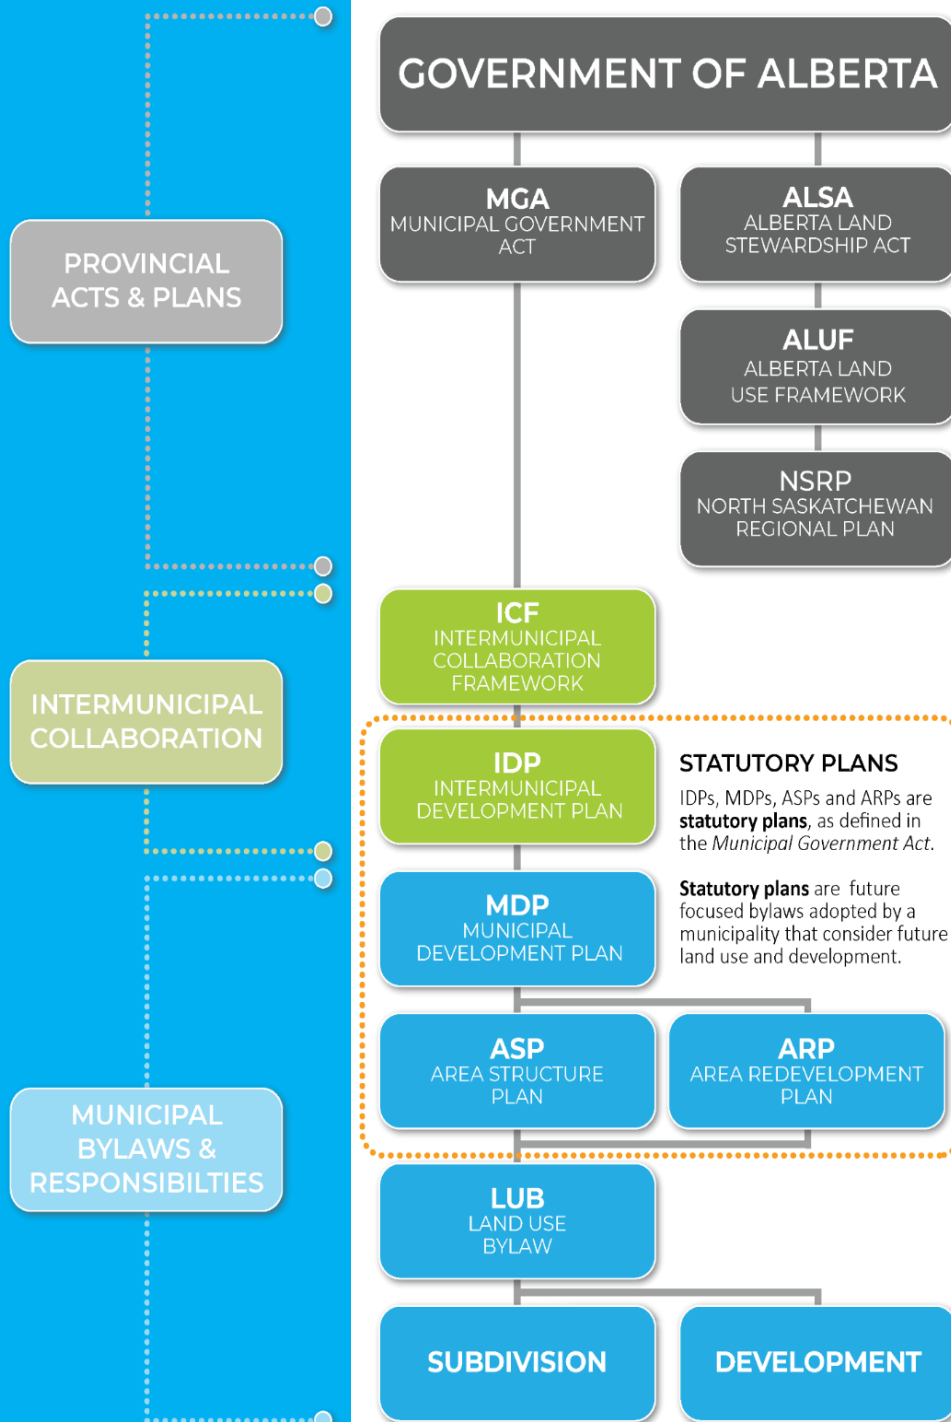 GOVERNMENT OF ALBERTA
MGA
MUNICIPAL GOVERNMENT
ACT
ALSA
ALBERTA LAND
STEWARDSHIP ACT
PROVINCIAL
ACTS & PLANS
ALUF
ALBERTA LAND
USE FRAMEWORK
NSRP
NORTH SASKATCHEWAN
REGIONAL PLAN
ICF
INTERMUNICIPAL
COLLABORATION
FRAMEWORK
INTERMUNICIPAL
COLLABORATION
IDP
INTERMUNICIPAL
DEVELOPMENT PLAN
STATUTORY PLANS
IDPs, MDPs, ASPs and ARPs are
statutory plans, as defined in
the Municipal Government Act.
Statutory plans are future
focused bylaws adopted by a
municipality that consider future
land use and development.
MDP
MUNICIPAL
DEVELOPMENT PLAN
ASP
AREA STRUCTURE
PLAN
ARP
AREA REDEVELOPMENT
PLAN
MUNICIPAL
BYLAWS &
RESPONSIBILTIES
LUB
LAND USE
BYLAW
SUBDIVISION
DEVELOPMENT